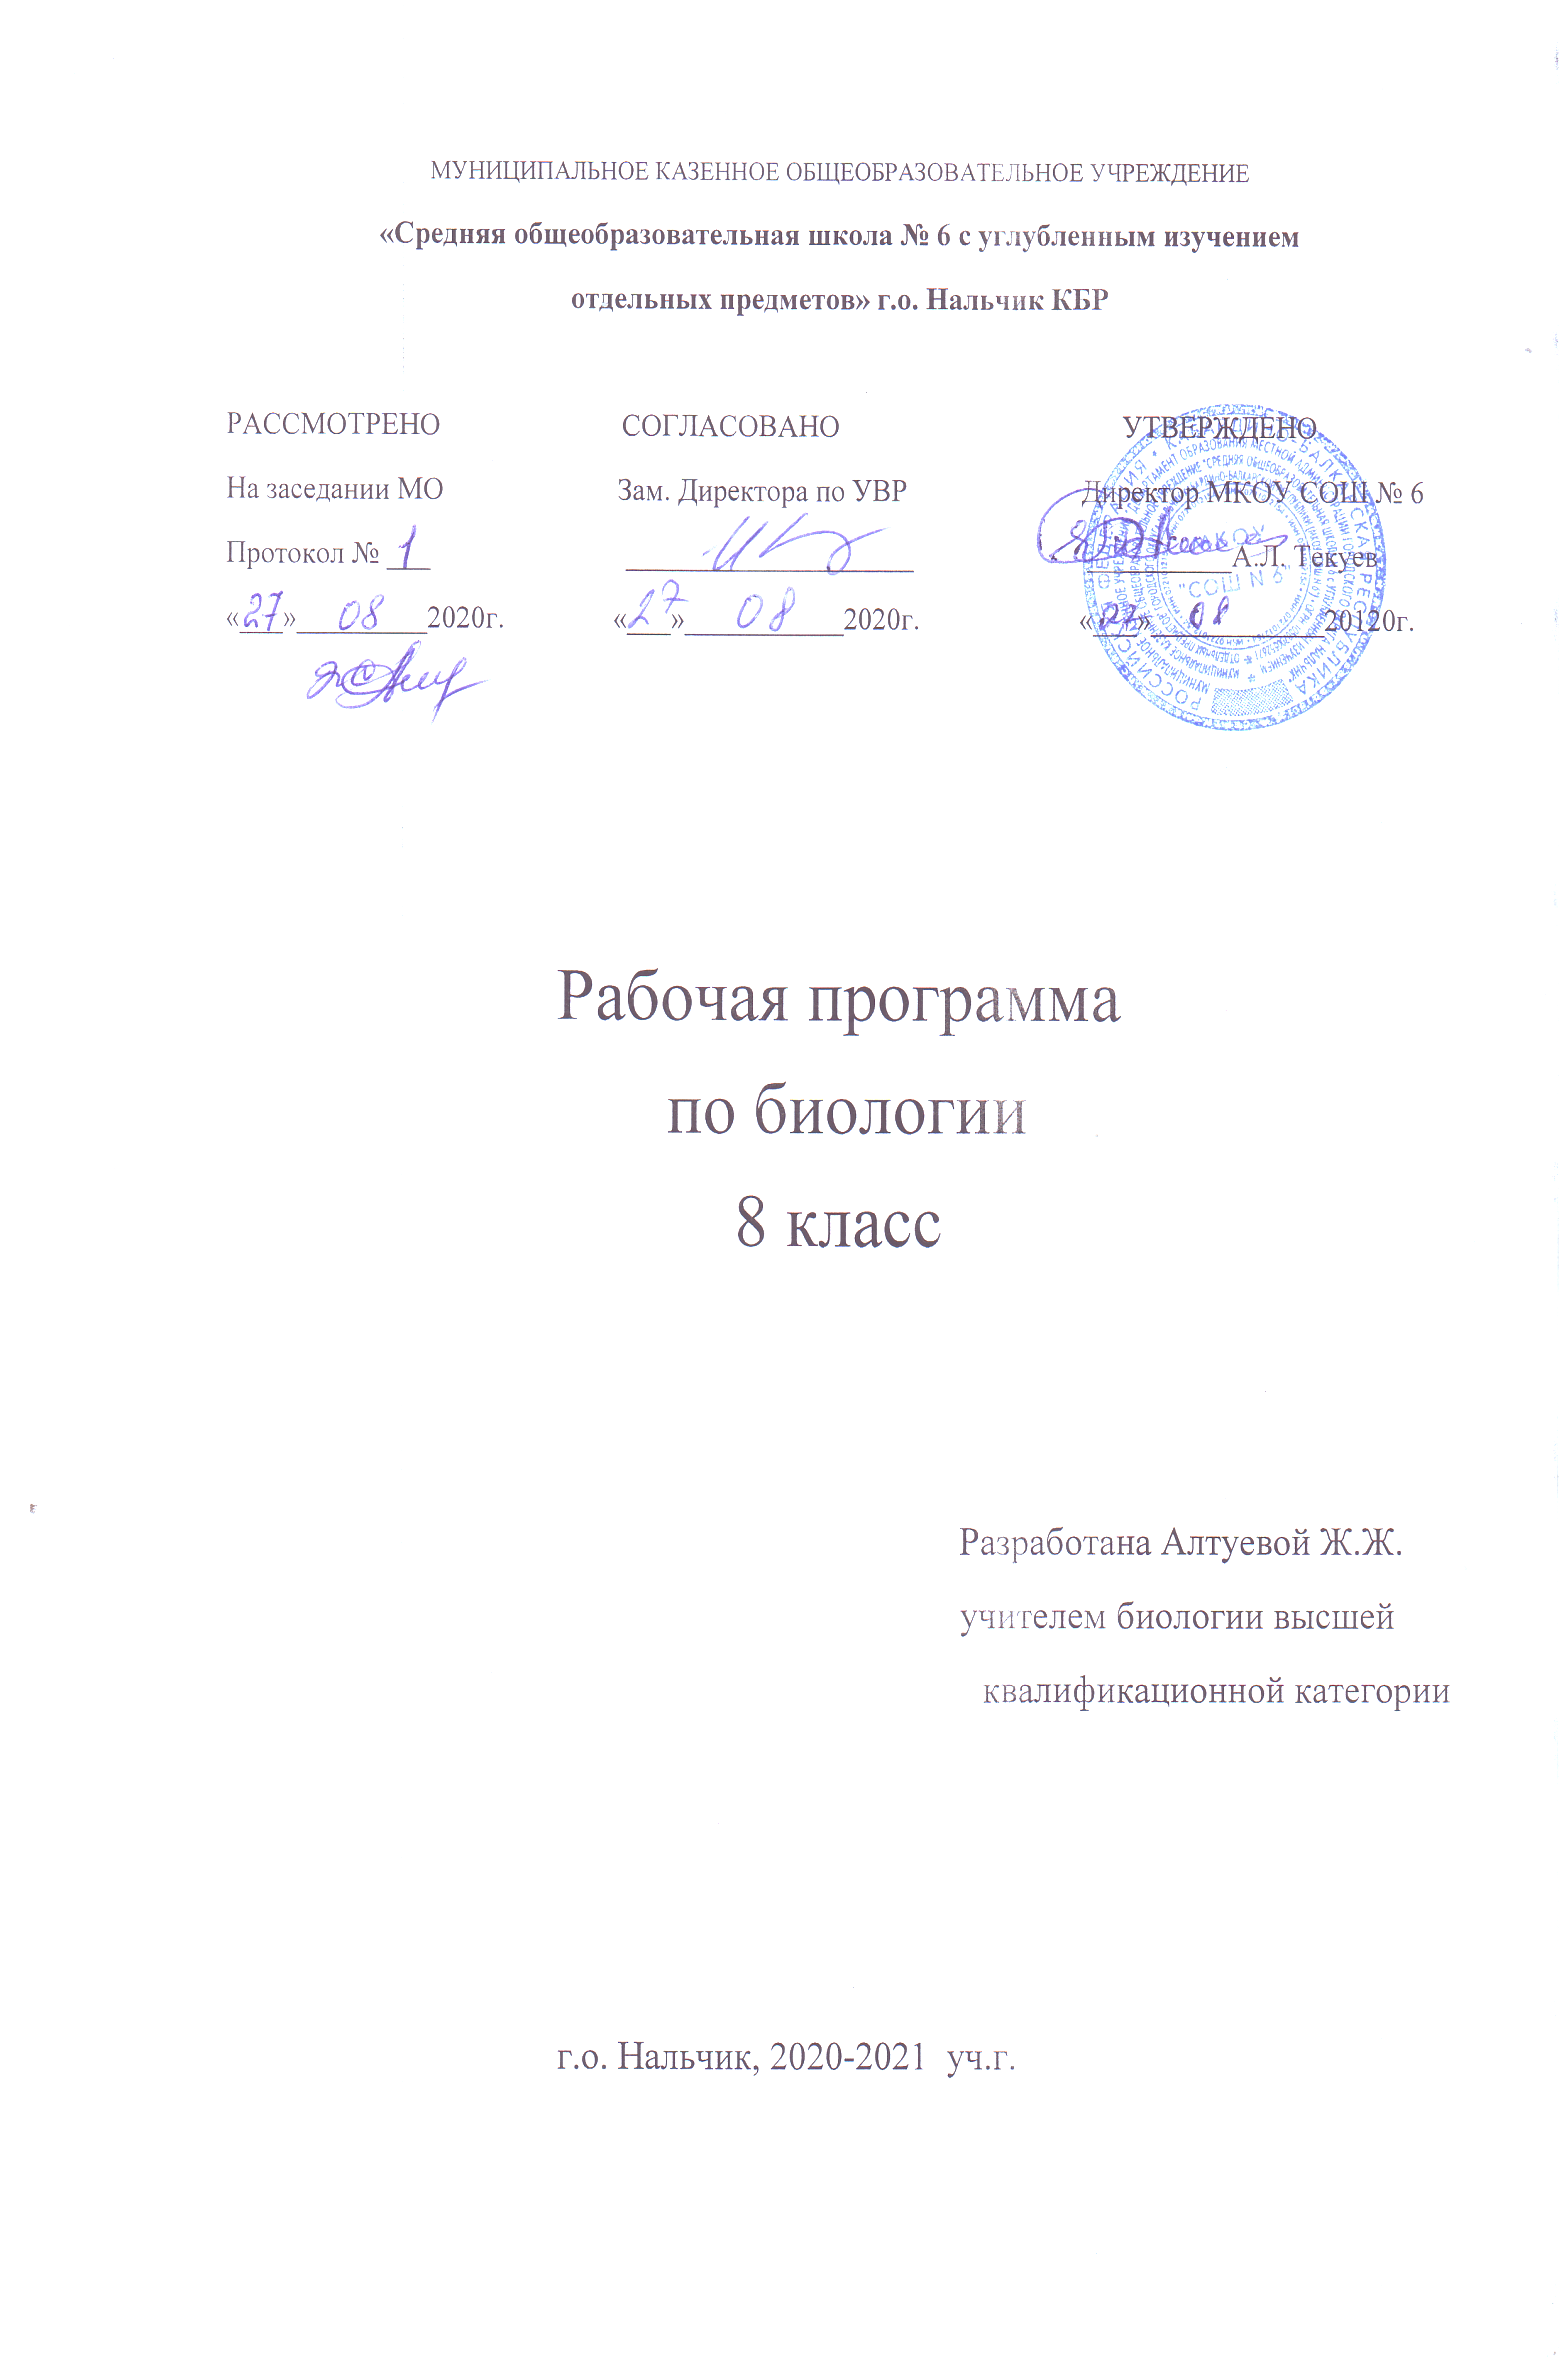 МУНИЦИПАЛЬНОЕ КАЗЕННОЕ ОБЩЕОБРАЗОВАТЕЛЬНОЕ УЧРЕЖДЕНИЕ
«Средняя общеобразовательная школа № 6 с углубленным изучением
отдельных предметов» г.о. Нальчик КБР
РАССМОТРЕНО СОГЛАСОВАНО УТВЕРЖДЕНО
На заседании МО Зам. Директора по УВР Директор МКОУ СОШ № 6
Протокол № 1 А.Л. Текуев
«27» 08 2020г. «27» 08 2020г. «27» 08 20120г.
"СОШ N 6"
Рабочая программа
по биологии
8 класс
Разработана Алтуевой Ж.Ж.
учителем биологии высшей
квалификационной категории
г.о. Нальчик, 2020-2021 уч.г.